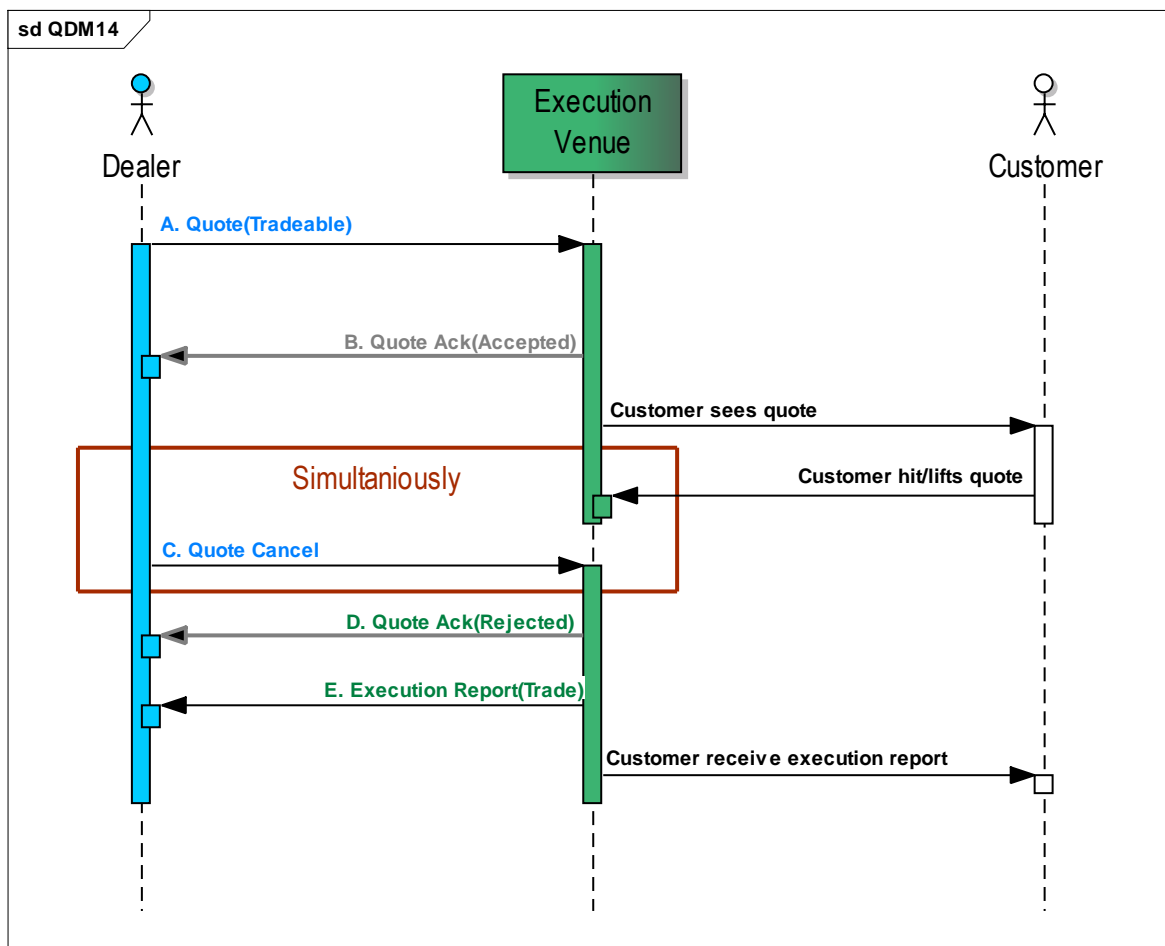 sd QDM14
Execution
Venue
Dealer
Customer
A. Quote(Tradeable)
B. Quote Ack(Accepted)
Customer sees quote
Simultaniously
Customer hit/lifts quote
C. Quote Cancel
D. Quote Ack(Rejected)
E. Execution Report(Trade)
Customer receive execution report